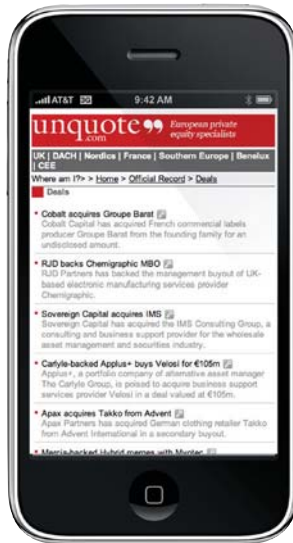 AT&T 3G 9:42 AM
unquote”
.com
European private
equity specialists
UK | DACH | Nordics | France | Southern Europe | Benelux
| CEE
Where am I?> > Home > Official Record > Deals
Deals
• Cobalt acquires Groupe Barat
Cobalt Capital has acquired French commercial labels
producer Groupe Barat from the founding family for an
undisclosed amount.
• RJD backs Chemigraphic MBO
RJD Partners has backed the management buyout of UK-
based electronic manufacturing services provider
Chemigraphic.
• Sovereign Capital acquires IMS
Sovereign Capital has acquired the IMS Consulting Group, a
consulting and business support provider for the wholesale
asset management and securities industry.
• Carlyle-backed Applus+ buys Velosi for €105m
Applus+, a portfolio company of alternative asset manager
The Carlyle Group, is poised to acquire business support
services provider Velosi in a deal valued at €105m.
• Apax acquires Takko from Advent
Apax Partners has acquired German clothing retailer Takko
from Advent International in a secondary buyout.